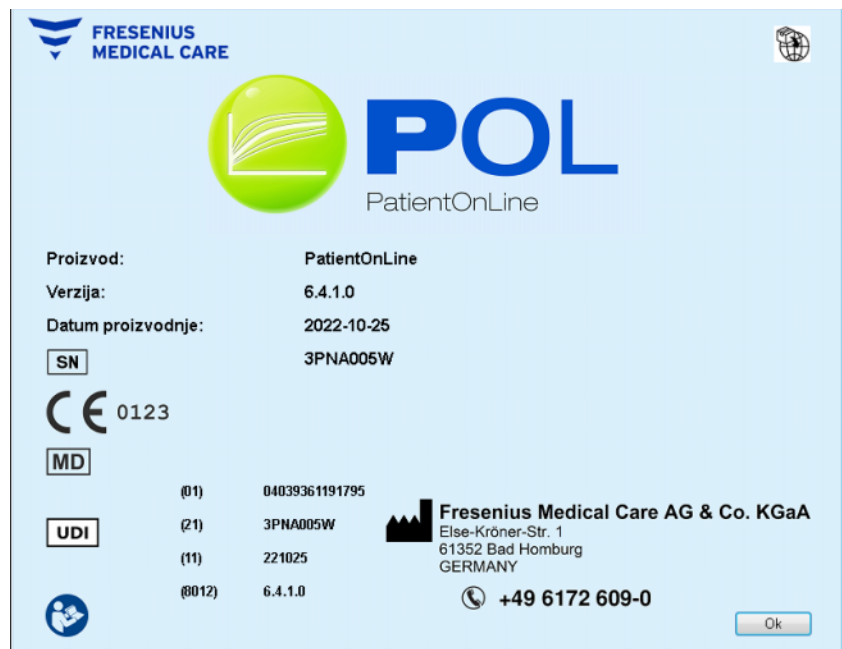 FRESENIUS
MEDICAL CARE
POL
PatientOnLine
Proizvod: PatientOnLine
Verzija: 6.4.1.0
Datum proizvodnje: 2022-10-25
SN 3PNA005W
CE 0123
MD
UDI
(01) 04039361191795
(21) 3PNA005W
(11) 221025
(8012) 6.4.1.0
Fresenius Medical Care AG & Co. KGaA
Else-Kröner-Str. 1
61352 Bad Homburg
GERMANY
+49 6172 609-0
Ok